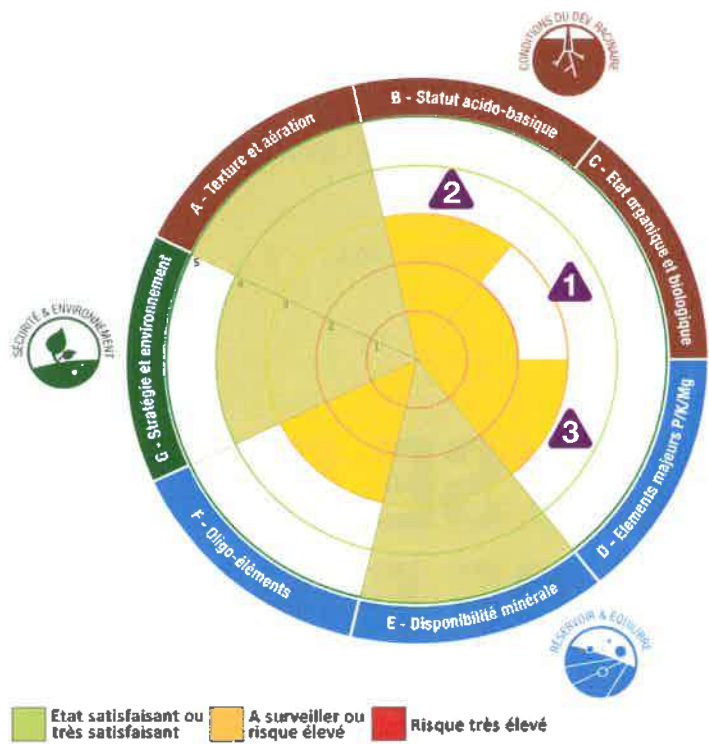 CONDITIONS DU DÉV. RACINAIRE
B - Statut acido-basique
A - Texture et aération
C - Etat organique et biologique
2
1
5
4
3
2
1
SÉCURITÉ & ENVIRONNEMENT
G - Stratégie et environnement
3
D - Elements majeurs P/K/Mg
F - Oligo-éléments
E - Disponibilité minérale
RÉSERVOIR & EQUILIBRE
Etat satisfaisant ou
très satisfaisant
A surveiller ou
risque élevé
Risque très élevé